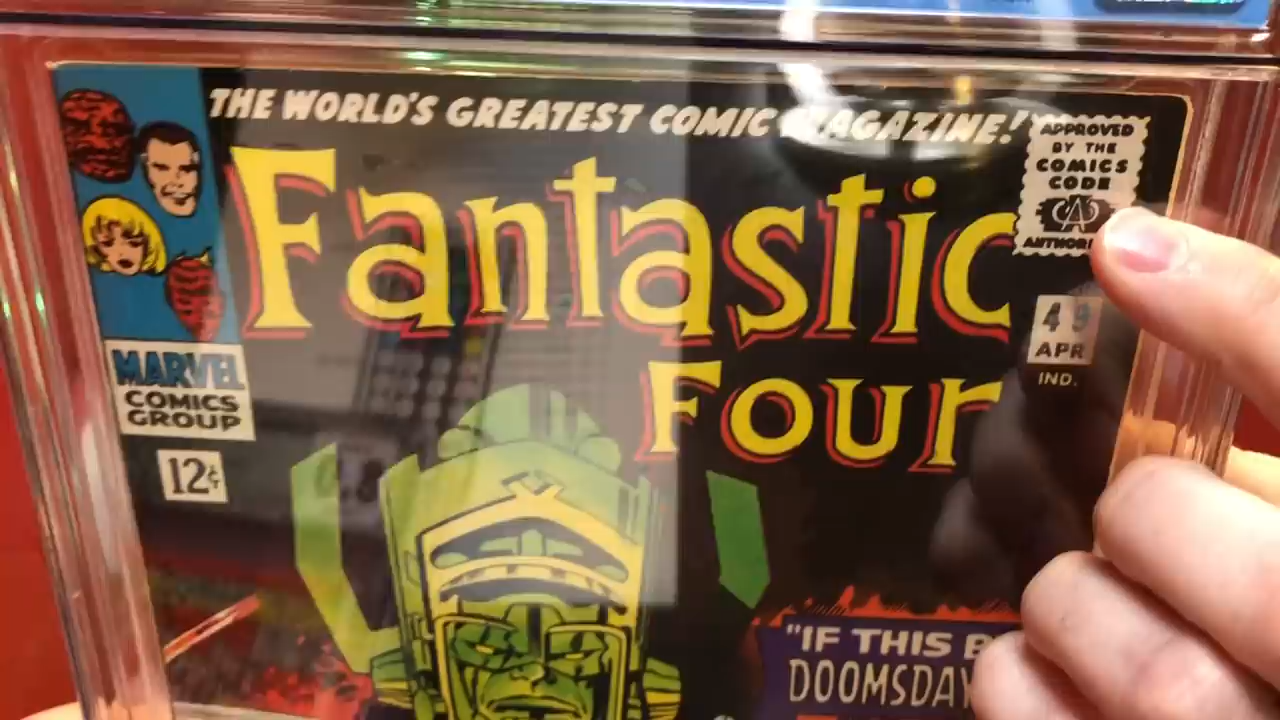 THE WORLD'S GREATEST COMIC MAGAZINE!
Fantastic
Four
APPROVED
BY THE
COMICS
CODE
CA
49
APR
IND.
MARVEL
COMICS
GROUP
12¢
"IF THIS
DOOMSDAY